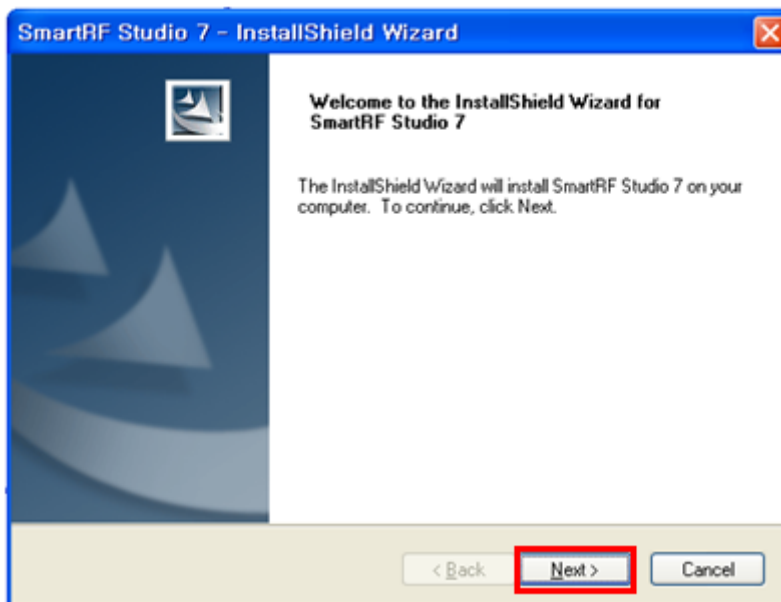 SmartRF Studio 7 - InstallShield Wizard
Welcome to the InstallShield Wizard for
SmartRF Studio 7
The InstallShield Wizard will install SmartRF Studio 7 on your
computer. To continue, click Next.
< Back
Next >
Cancel